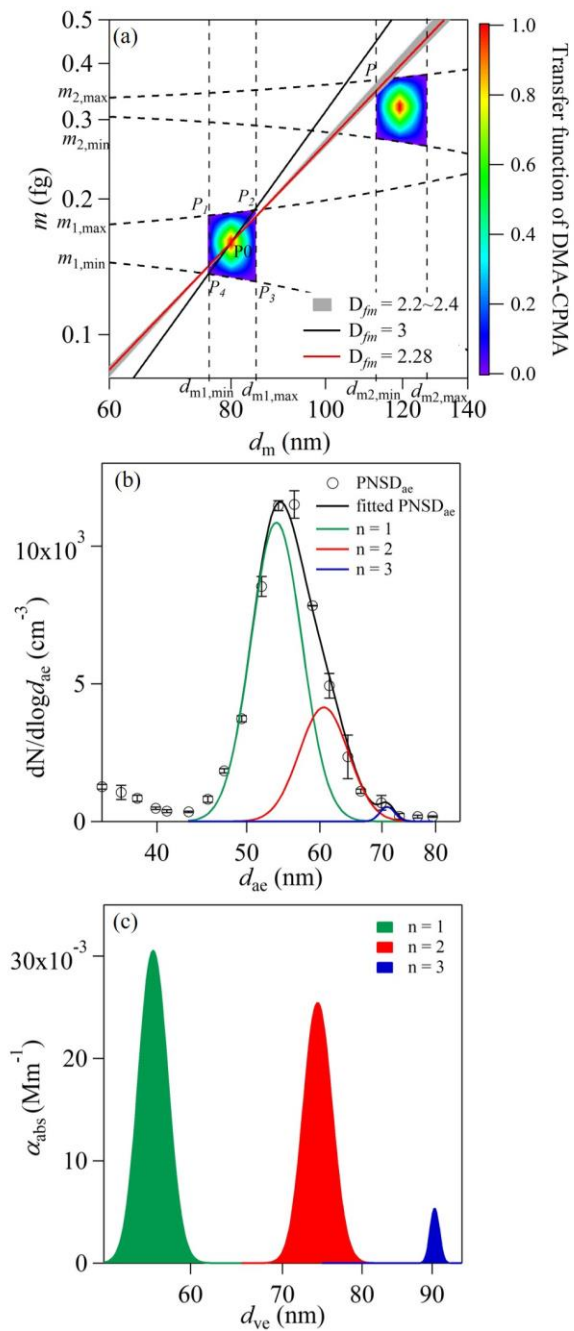 (a)
0.5
0.4
0.3
0.2
0.1
m (fg)
m2,max
m2,min
m1,max
m1,min
P
P1
P2
P0
P4
P3
Dfm = 2.2~2.4
Dfm = 3
Dfm = 2.28
60
dm1,min
80
dm1,max
100
dm2,min
120
dm2,max
140
dm (nm)
1.0
0.8
0.6
0.4
0.2
0.0
Transfer function of DMA-CPMA
(b)
PNSDae
fitted PNSDae
n = 1
n = 2
n = 3
10x10³
5
0
dN/dlogdae (cm⁻³)
40
50
60
70
80
dae (nm)
(c)
n = 1
n = 2
n = 3
30x10⁻³
20
10
0
αabs (Mm⁻¹)
60
70
80
90
dve (nm)